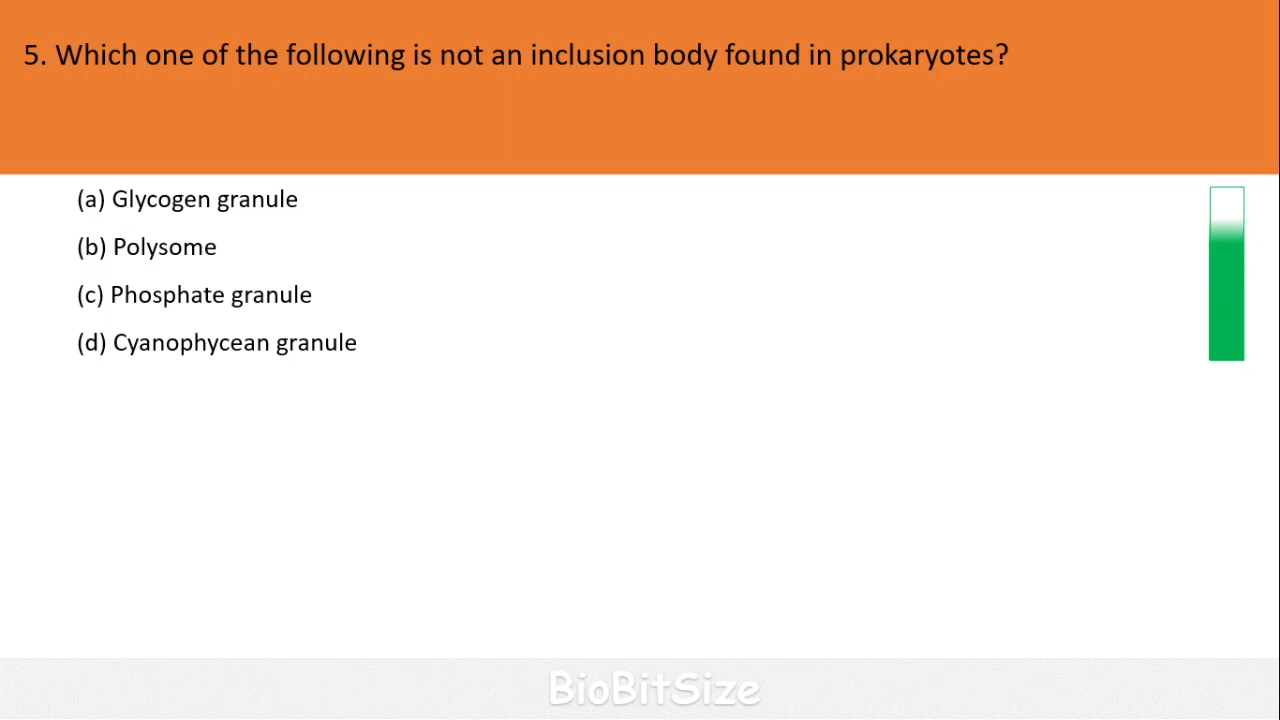 5. Which one of the following is not an inclusion body found in prokaryotes?
(a) Glycogen granule
(b) Polysome
(c) Phosphate granule
(d) Cyanophycean granule
BioBitSize